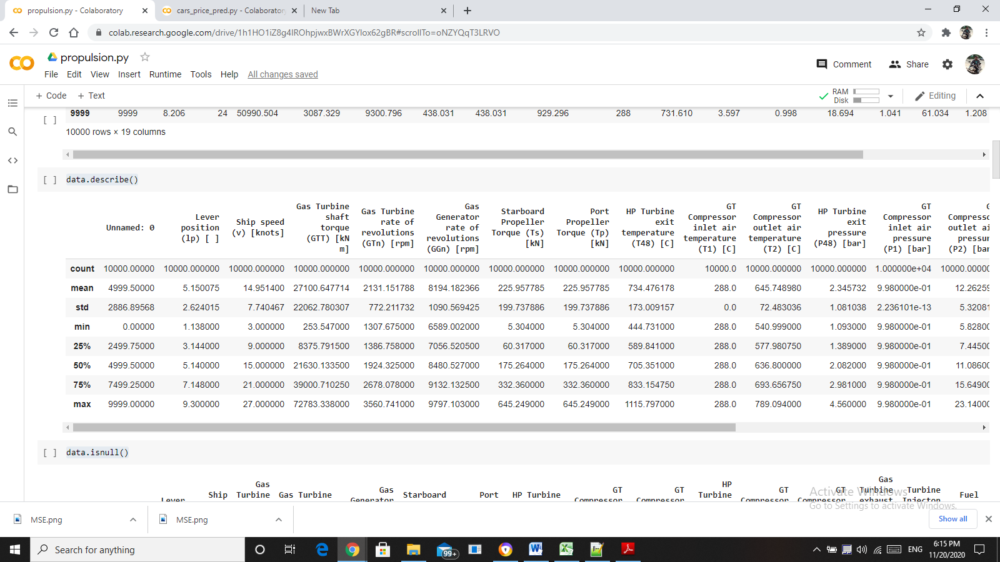 propulsion.py - Colaboratory
cars_price_pred.py - Colaboratory
New Tab
colab.research.google.com/drive/1h1HO1iZ8g4IROhpjwxBWrXGYIox62gBR#scrollTo=oNZYQqT3LRVO
propulsion.py
Comment
Share
File Edit View Insert Runtime Tools Help All changes saved
+ Code + Text
RAM
Disk
Editing
[ ]
9999 9999 8.206 24 50990.504 3087.329 9300.796 438.031 438.031 929.296 288 731.610 3.597 0.998 18.694 1.041 61.034 1.208
10000 rows × 19 columns
[ ] data.describe()
Unnamed: 0
Lever
position
(lp) [ ]
Ship speed
(v) [knots]
Gas Turbine
shaft
torque
(GTT) [kN
m]
Gas Turbine
rate of
revolutions
(GTn) [rpm]
Gas
Generator
rate of
revolutions
(GGn) [rpm]
Starboard
Propeller
Torque (Ts)
[kN]
Port
Propeller
Torque (Tp)
[kN]
HP Turbine
exit
temperature
(T48) [C]
GT
Compressor
inlet air
temperature
(T1) [C]
GT
Compressor
outlet air
temperature
(T2) [C]
HP Turbine
exit
pressure
(P48) [bar]
GT
Compressor
inlet air
pressure
(P1) [bar]
Compresso
outlet ai
pressur
(P2) [bar
count 10000.00000 10000.000000 10000.000000 10000.000000 10000.000000 10000.000000 10000.000000 10000.000000 10000.000000 10000.0 10000.000000 10000.000000 1.000000e+04 10000.00000
mean 4999.50000 5.150075 14.951400 27100.647714 2131.151788 8194.182366 225.957785 225.957785 734.476178 288.0 645.748980 2.345732 9.980000e-01 12.26259
std 2886.89568 2.624015 7.740467 22062.780307 772.211732 1090.569425 199.737886 199.737886 173.009157 0.0 72.483036 1.081038 2.236101e-13 5.32081
min 0.00000 1.138000 3.000000 253.547000 1307.675000 6589.002000 5.304000 5.304000 444.731000 288.0 540.999000 1.093000 9.980000e-01 5.82800
25% 2499.75000 3.144000 9.000000 8375.791500 1386.758000 7056.520500 60.317000 60.317000 589.841000 288.0 577.980750 1.389000 9.980000e-01 7.44500
50% 4999.50000 5.140000 15.000000 21630.133500 1924.325000 8480.527000 175.264000 175.264000 705.351000 288.0 636.800000 2.082000 9.980000e-01 11.08600
75% 7499.25000 7.148000 21.000000 39000.710250 2678.078000 9132.132500 332.360000 332.360000 833.154750 288.0 693.656750 2.981000 9.980000e-01 15.64900
max 9999.00000 9.300000 27.000000 72783.338000 3560.741000 9797.103000 645.249000 645.249000 1115.797000 288.0 789.094000 4.560000 9.980000e-01 23.14000
[ ] data.isnull()
Lever
Ship
Gas
Turbine
Gas Turbine
Gas
Generator
Starboard
Port
HP Turbine
GT
Compressor
GT
Compressor
HP
Turbine
GT
Compressor
GT
Compressor
Gas
Turbine
exhaust
Turbine
Injecton
Fuel
Activate Windows
Go to Settings to activate Windows.
MSE.png
MSE.png
Show all
Search for anything
99+
ENG
6:15 PM
11/20/2020